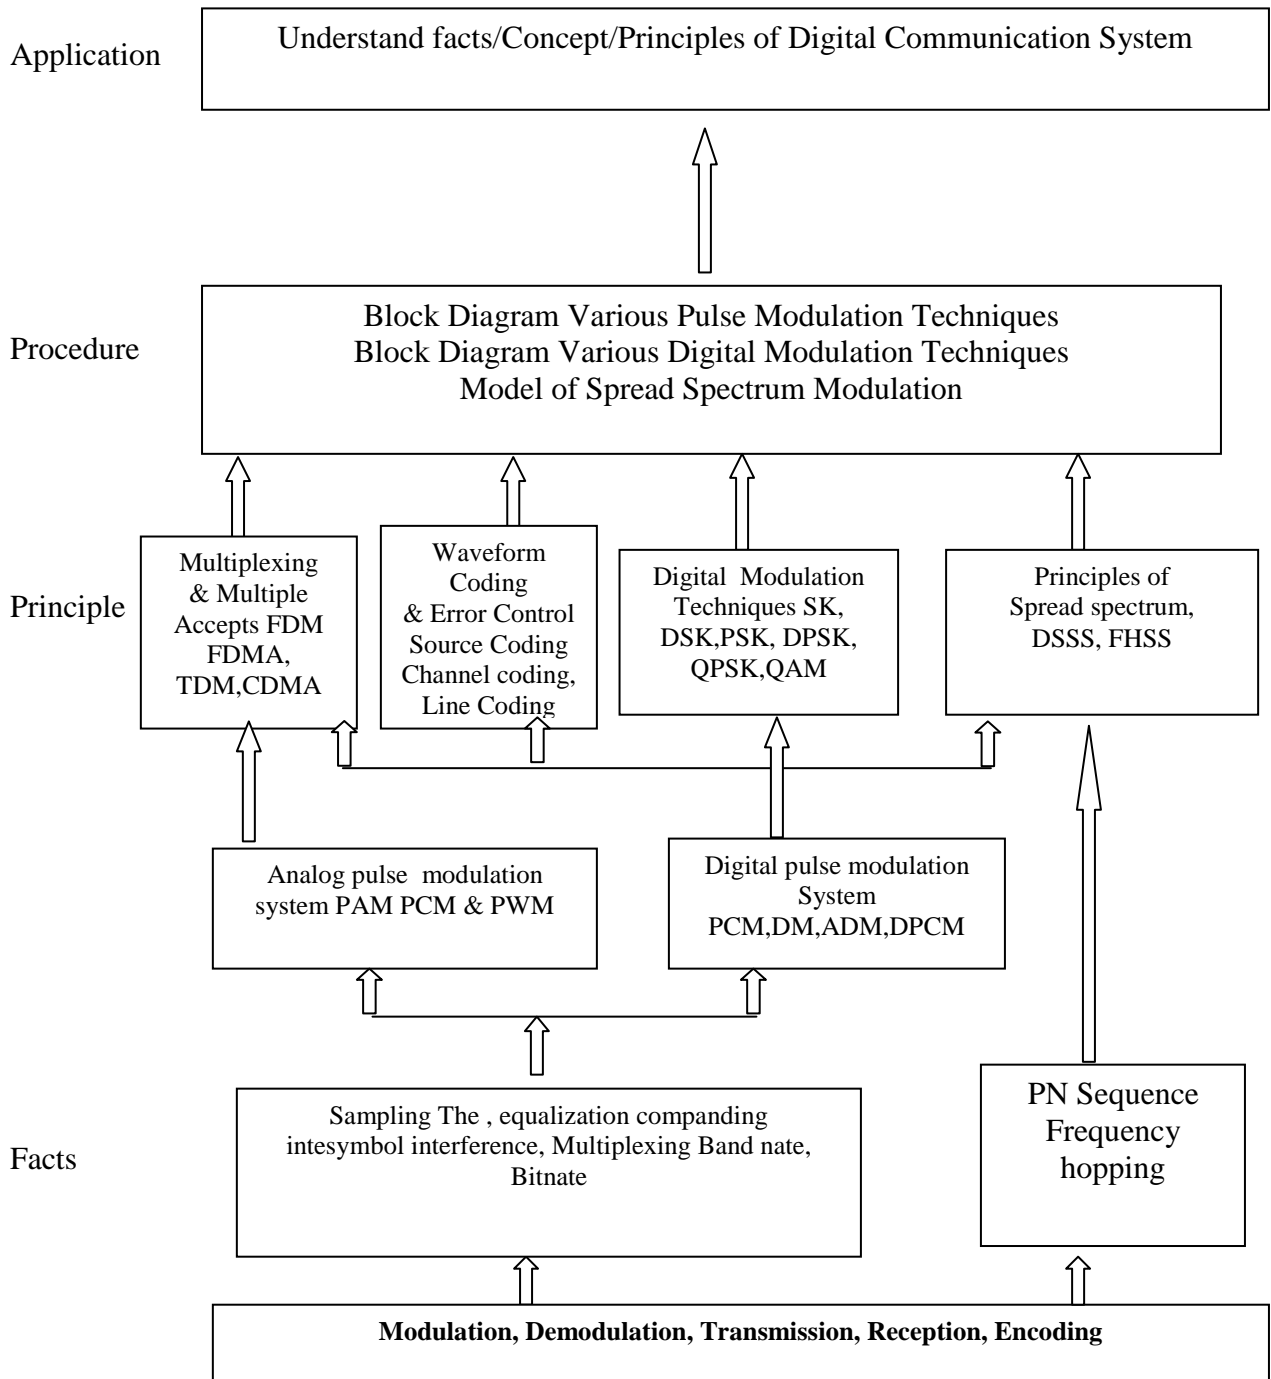 Application
Understand facts/Concept/Principles of Digital Communication System
Procedure
Block Diagram Various Pulse Modulation Techniques
Block Diagram Various Digital Modulation Techniques
Model of Spread Spectrum Modulation
Principle
Multiplexing
& Multiple
Accepts FDM
FDMA,
TDM,CDMA
Waveform
Coding
& Error Control
Source Coding
Channel coding,
Line Coding
Digital  Modulation
Techniques SK,
DSK,PSK, DPSK,
QPSK,QAM
Principles of
Spread spectrum,
DSSS, FHSS
Analog pulse  modulation
system PAM PCM & PWM
Digital pulse modulation
System
PCM,DM,ADM,DPCM
Facts
Sampling The , equalization companding
intesymbol interference, Multiplexing Band nate,
Bitnate
PN Sequence
Frequency
hopping
Modulation, Demodulation, Transmission, Reception, Encoding